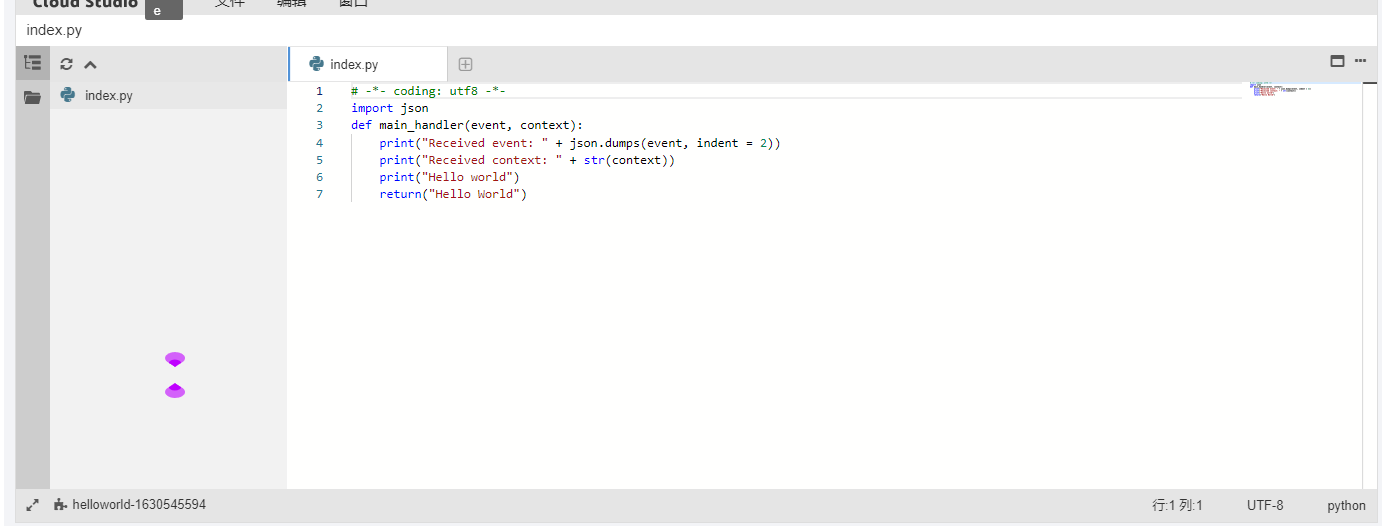 Cloud Studio e 文件 编辑 窗口
index.py
index.py
index.py
1 # -*- coding: utf8 -*-
2 import json
3 def main_handler(event, context):
4 print("Received event: " + json.dumps(event, indent = 2))
5 print("Received context: " + str(context))
6 print("Hello world")
7 return("Hello World")
helloworld-1630545594 行:1 列:1 UTF-8 python